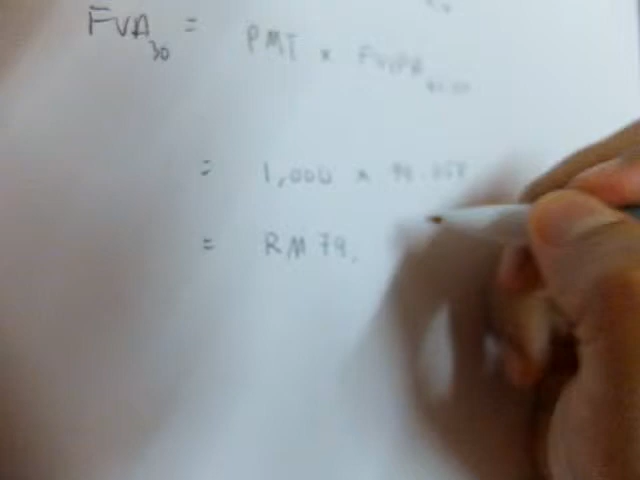 FVA30 =
PMT x FVIFA
= 1,000 x
= RM 79,